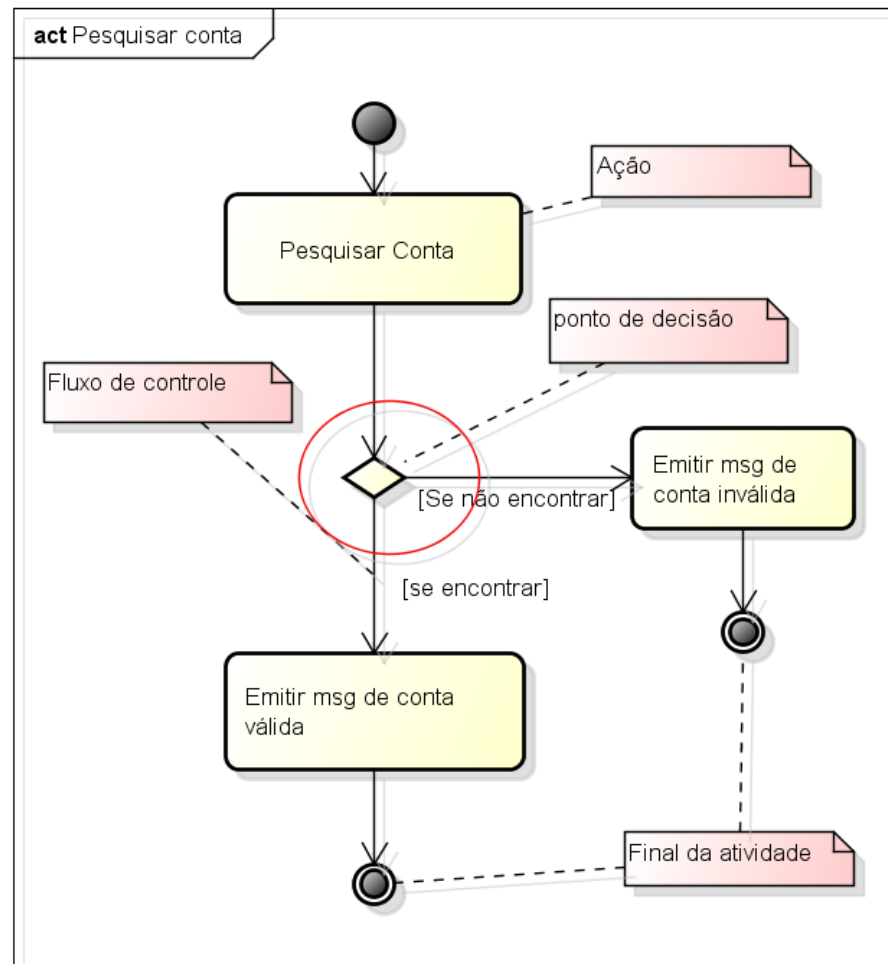 act Pesquisar conta
Ação
Pesquisar Conta
ponto de decisão
Fluxo de controle
Emitir msg de
conta inválida
[Se não encontrar]
[se encontrar]
Emitir msg de conta
válida
Final da atividade